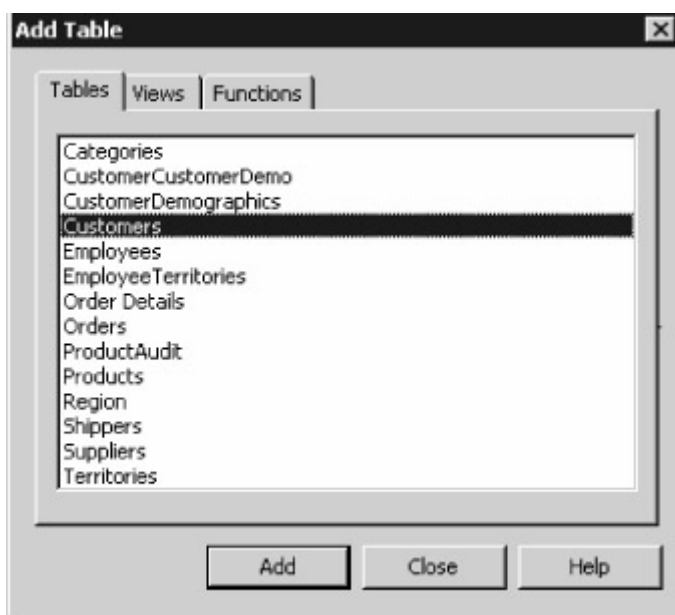 Add Table
Tables Views Functions
Categories
CustomerCustomerDemo
CustomerDemographics
Customers
Employees
EmployeeTerritories
Order Details
Orders
ProductAudit
Products
Region
Shippers
Suppliers
Territories
Add Close Help